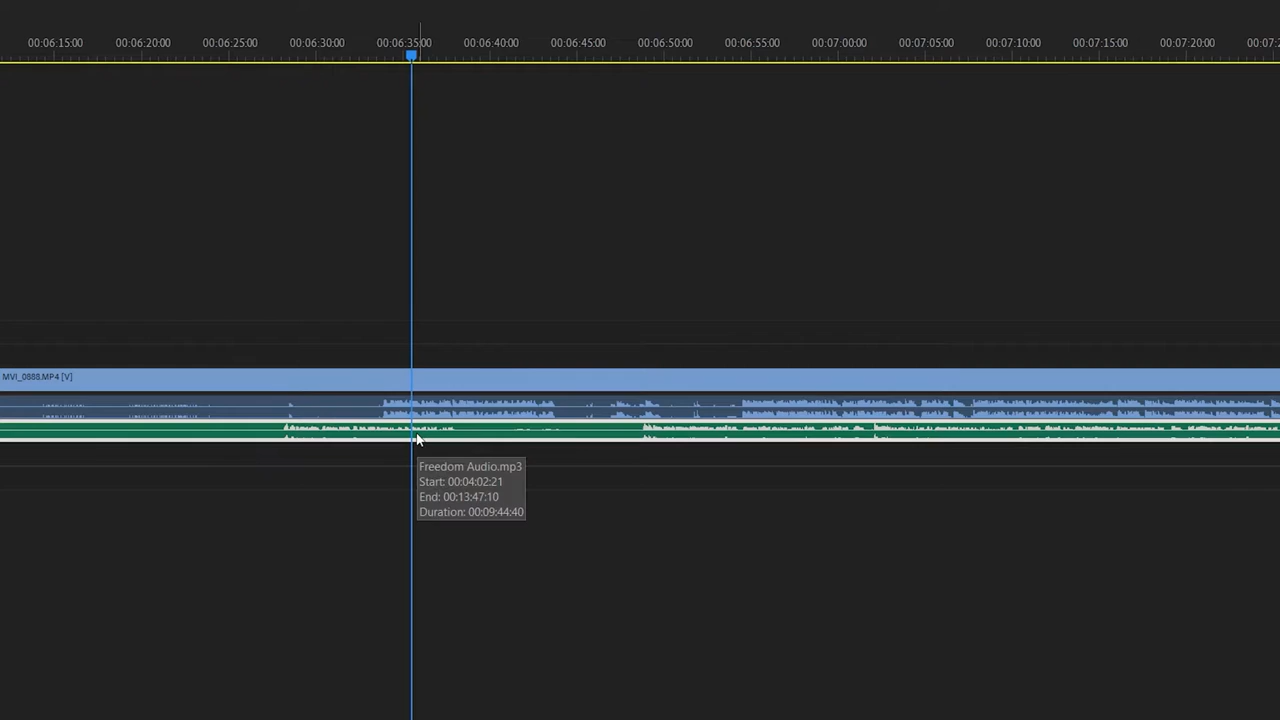 00:06:15:00 00:06:20:00 00:06:25:00 00:06:30:00 00:06:35:00 00:06:40:00 00:06:45:00 00:06:50:00 00:06:55:00 00:07:00:00 00:07:05:00 00:07:10:00 00:07:15:00 00:07:20:00 00:07:2
MVI_0888.MP4 [V]
Freedom Audio.mp3
Start: 00:04:02:21
End: 00:13:47:10
Duration: 00:09:44:40